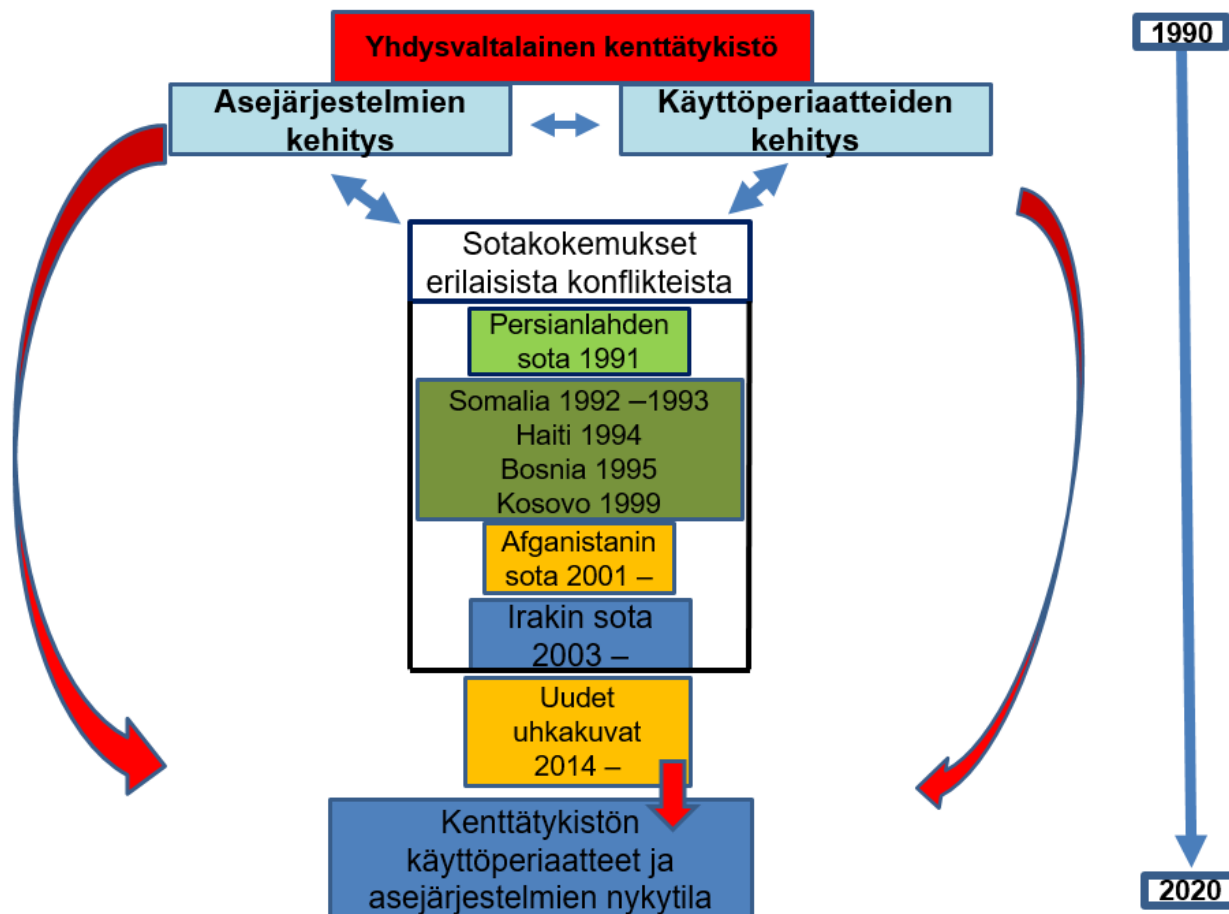 Yhdysvaltalainen kenttätykistö
1990
Asejärjestelmien
kehitys
Käyttöperiaatteiden
kehitys
Sotakokemukset
erilaisista konflikteista
Persianlahden
sota 1991
Somalia 1992 –1993
Haiti 1994
Bosnia 1995
Kosovo 1999
Afganistanin
sota 2001 –
Irakin sota
2003 –
Uudet
uhkakuvat
2014 –
Kenttätykistön
käyttöperiaatteet ja
asejärjestelmien nykytila
2020